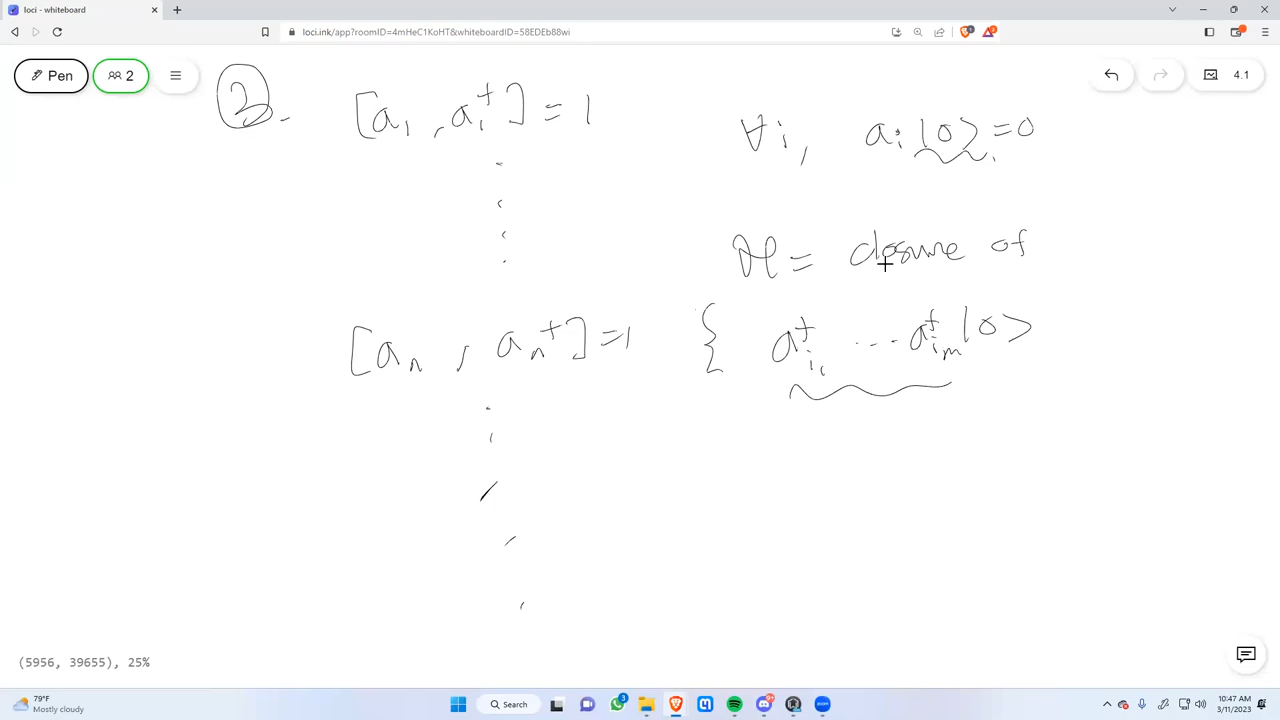 loci - whiteboard
loci.ink/app?roomID=4mHeC1KoHT&whiteboardID=58EDEb88wi
Pen
2
4.1
3.
[a₁, a₁†] = 1
∀i, aᵢ|0⟩ = 0.
ℋ = closure of
[aₙ, aₙ†] = 1
{ a†ᵢ₁ ... a†ᵢₘ|0⟩
(5956, 39655), 25%
79°F
Mostly cloudy
Search
3
10:47 AM
3/11/2023